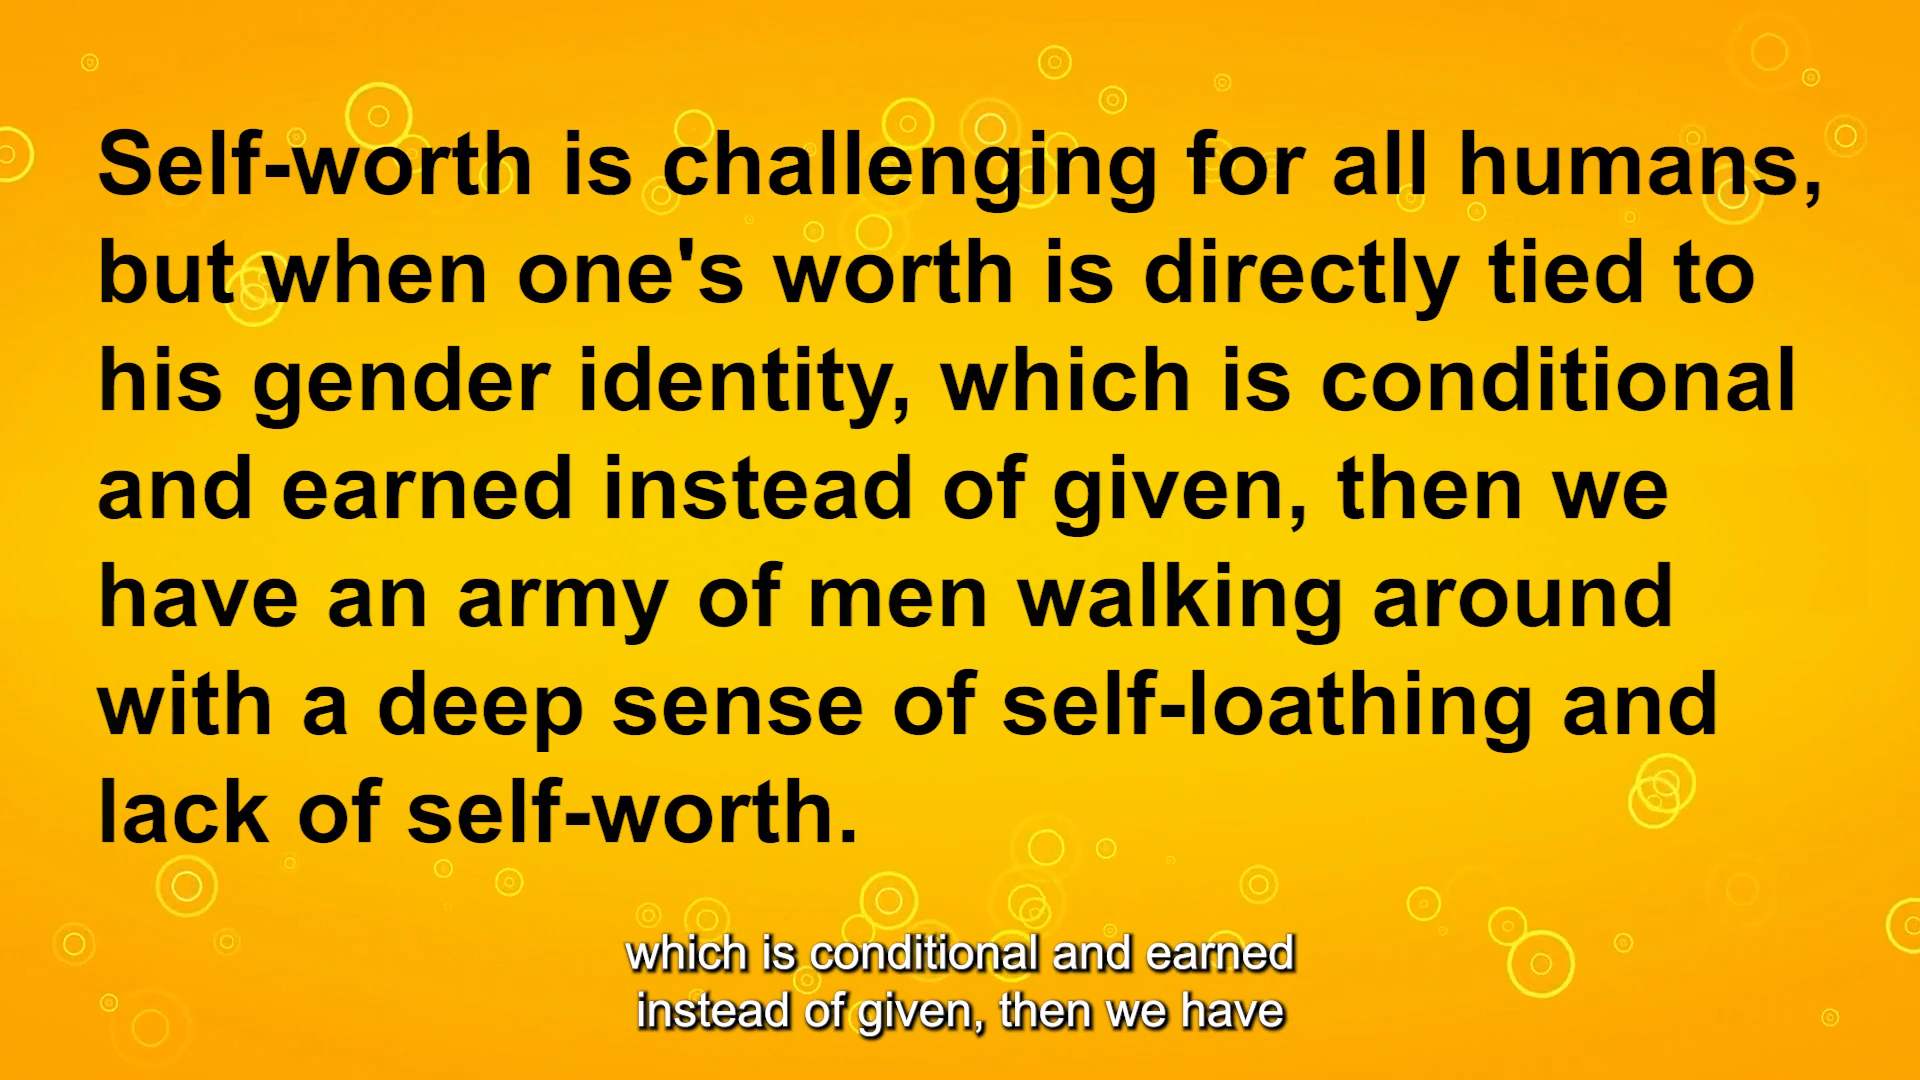 Self-worth is challenging for all humans,
but when one's worth is directly tied to
his gender identity, which is conditional
and earned instead of given, then we
have an army of men walking around
with a deep sense of self-loathing and
lack of self-worth.
which is conditional and earned
instead of given, then we have